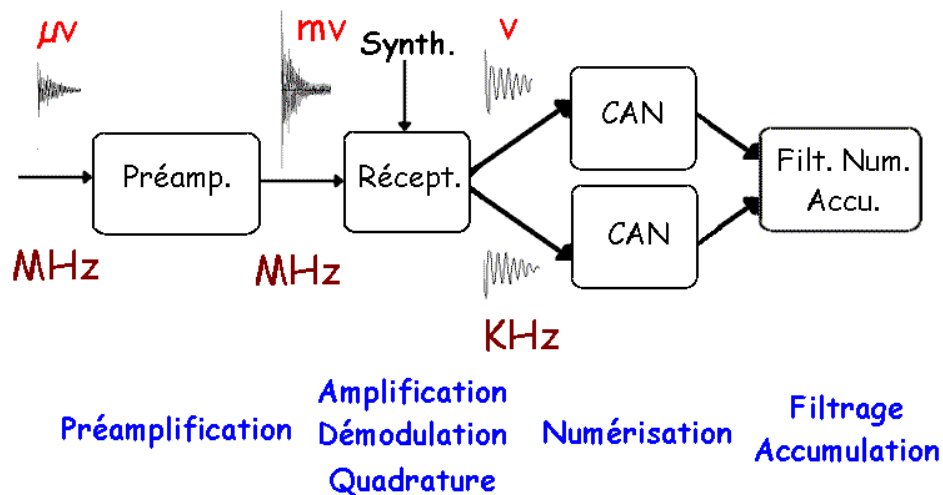 µv
mv
Synth.
v
CAN
Préamp.
Récept.
Filt. Num.
Accu.
CAN
MHz
MHz
KHz
Préamplification
Amplification
Démodulation
Quadrature
Numérisation
Filtrage
Accumulation